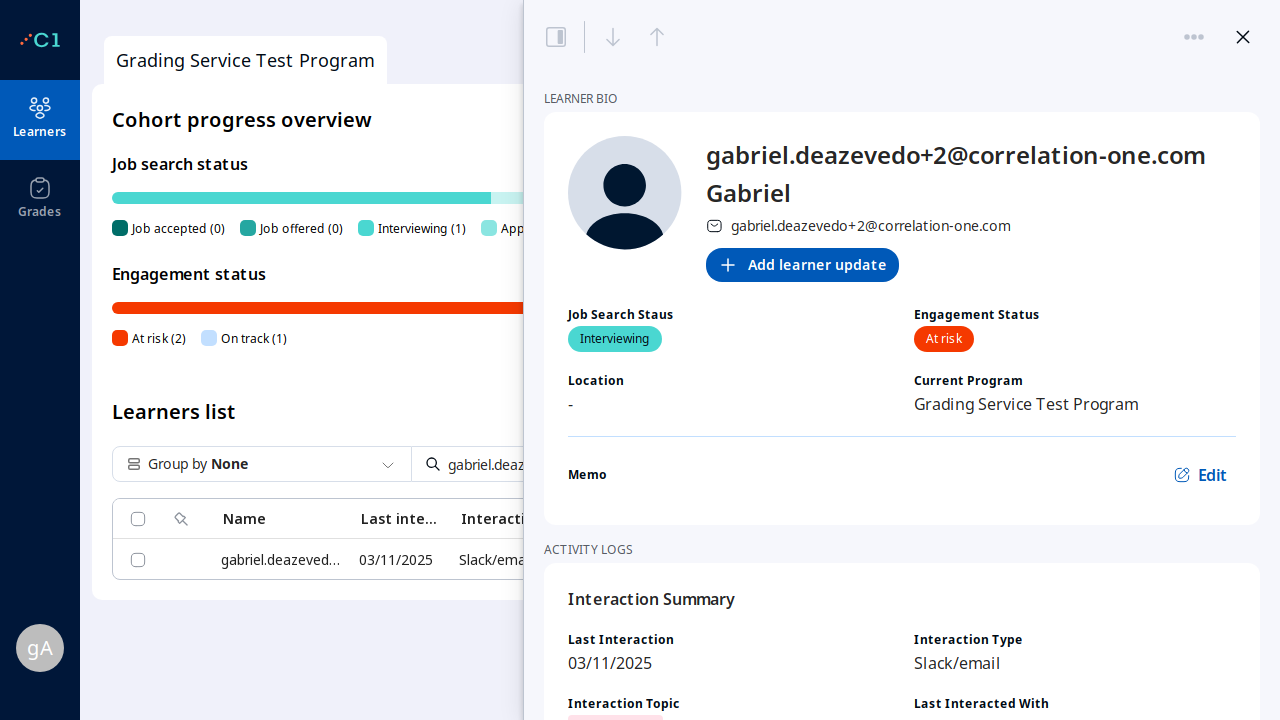 C1
Learners
Grades
gA
Grading Service Test Program
Cohort progress overview
Job search status
Job accepted (0)
Job offered (0)
Interviewing (1)
App
Engagement status
At risk (2)
On track (1)
Learners list
Group by None
gabriel.deaz
Name
Last inte...
Interacti
gabriel.deazeved...
03/11/2025
Slack/ema
LEARNER BIO
gabriel.deazevedo+2@correlation-one.com
Gabriel
gabriel.deazevedo+2@correlation-one.com
Add learner update
Job Search Staus
Interviewing
Engagement Status
At risk
Location
-
Current Program
Grading Service Test Program
Memo
Edit
ACTIVITY LOGS
Interaction Summary
Last Interaction
03/11/2025
Interaction Type
Slack/email
Interaction Topic
Last Interacted With